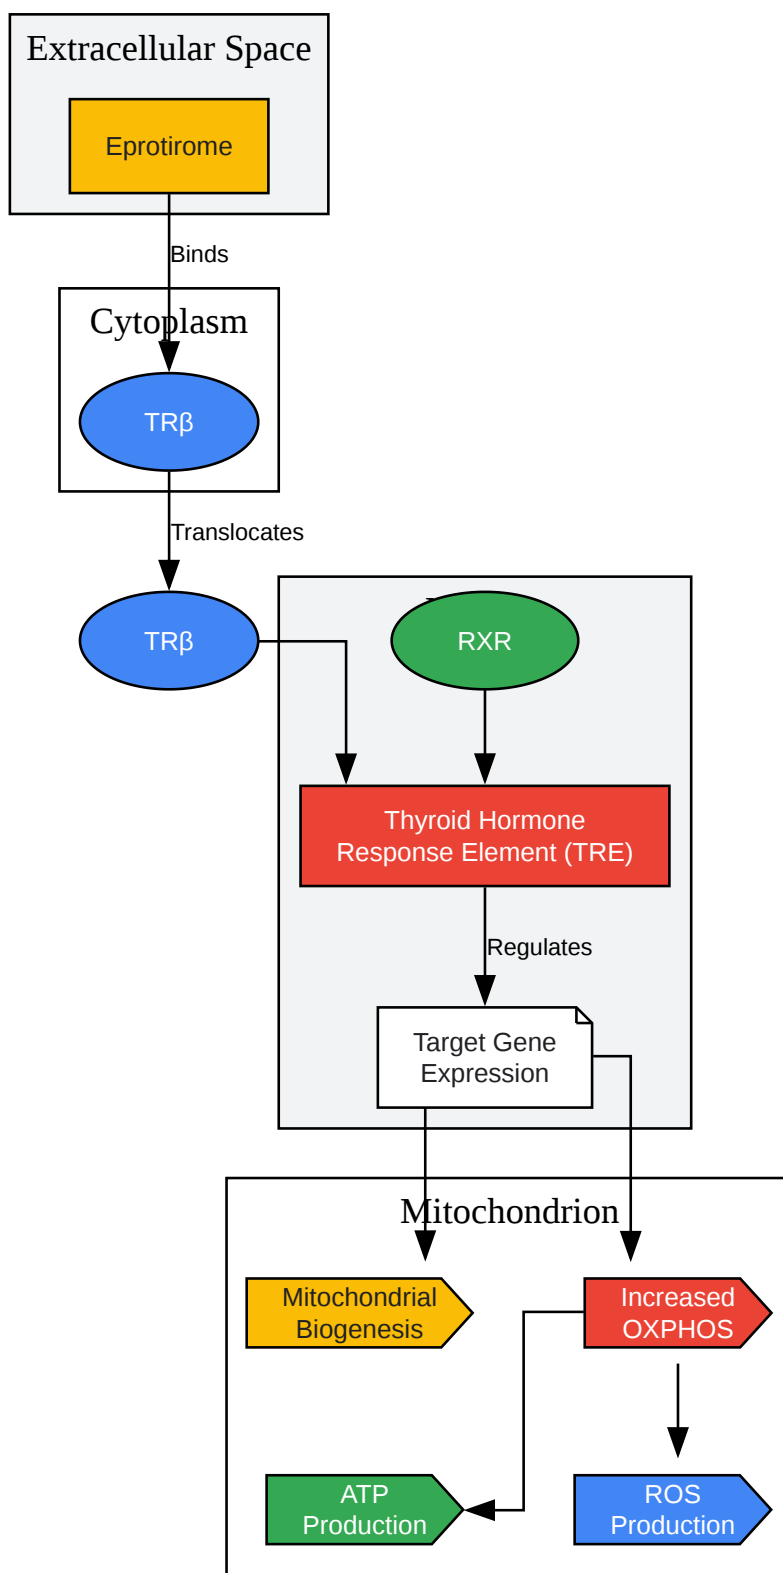 Extracellular Space
Eprotirome
Binds
Cytoplasm
TRβ
Translocates
TRβ
RXR
Thyroid Hormone
Response Element (TRE)
Regulates
Target Gene
Expression
Mitochondrion
Mitochondrial
Biogenesis
Increased
OXPHOS
ATP
Production
ROS
Production